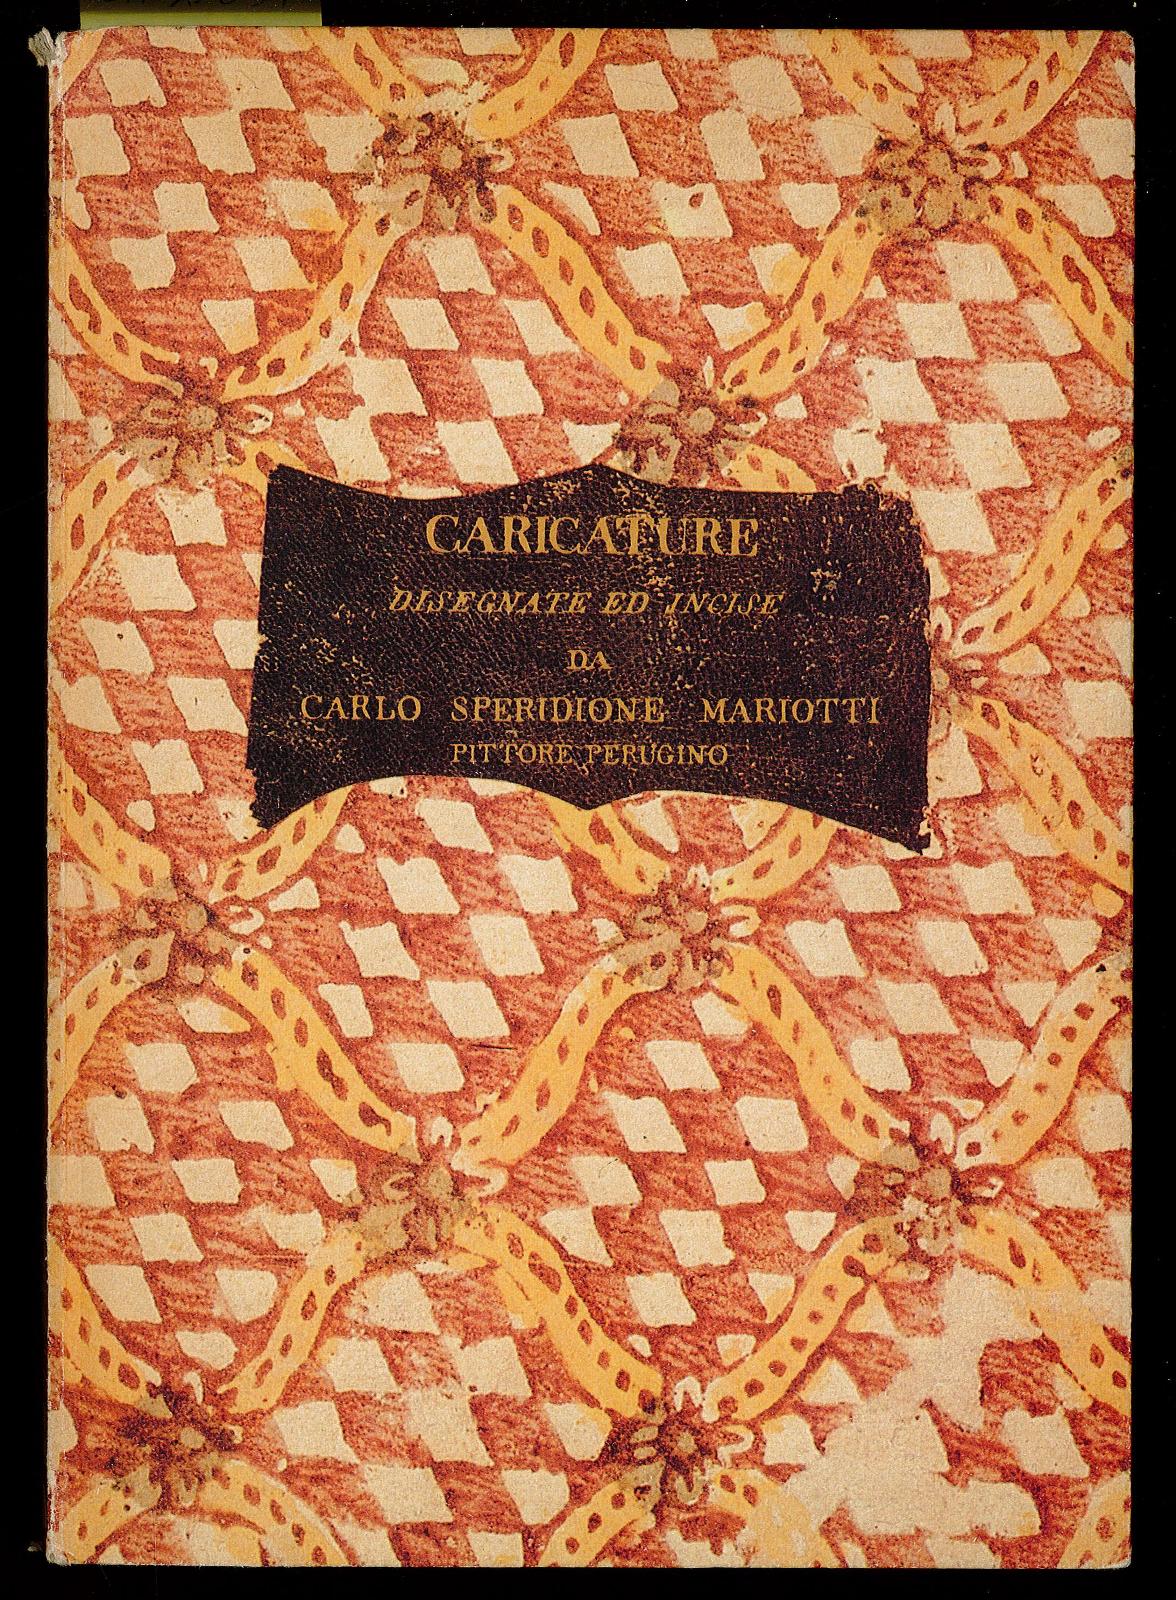 CARICATURE
DISEGNATE ED INCISE
DA
CARLO SPERIDIONE MARIOTTI
PITTORE PERUGINO